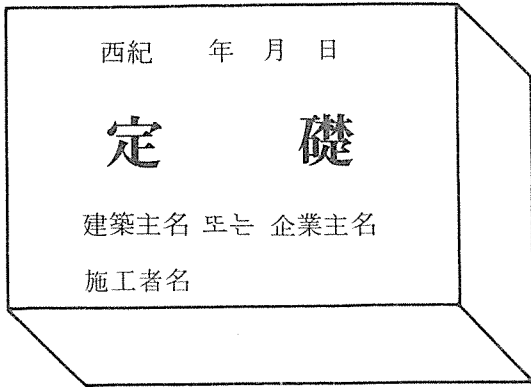 西紀 年 月 日
定 礎
建築主名 또는 企業主名
施工者名